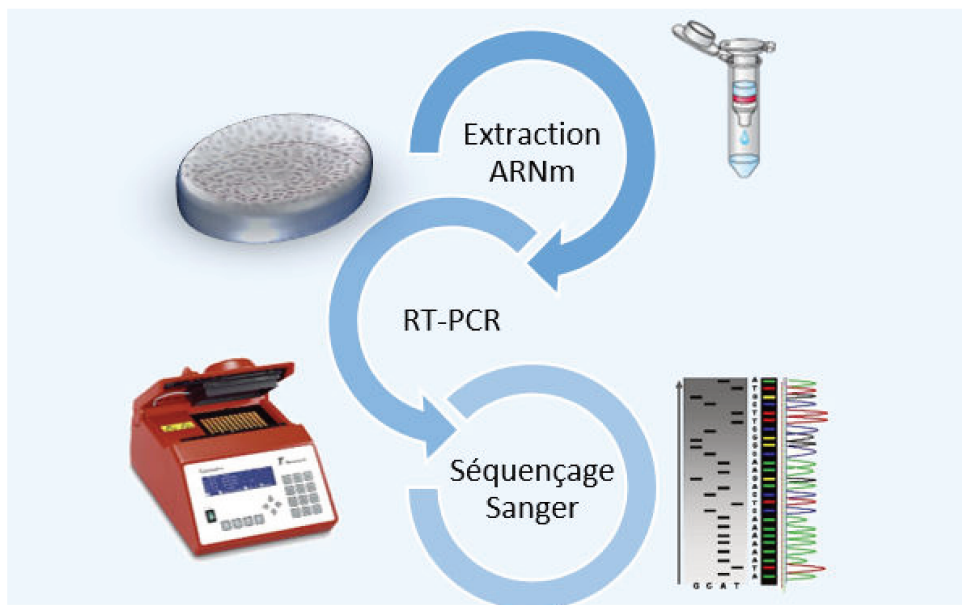 Extraction
ARNm
RT-PCR
Séquençage
Sanger
G C A T